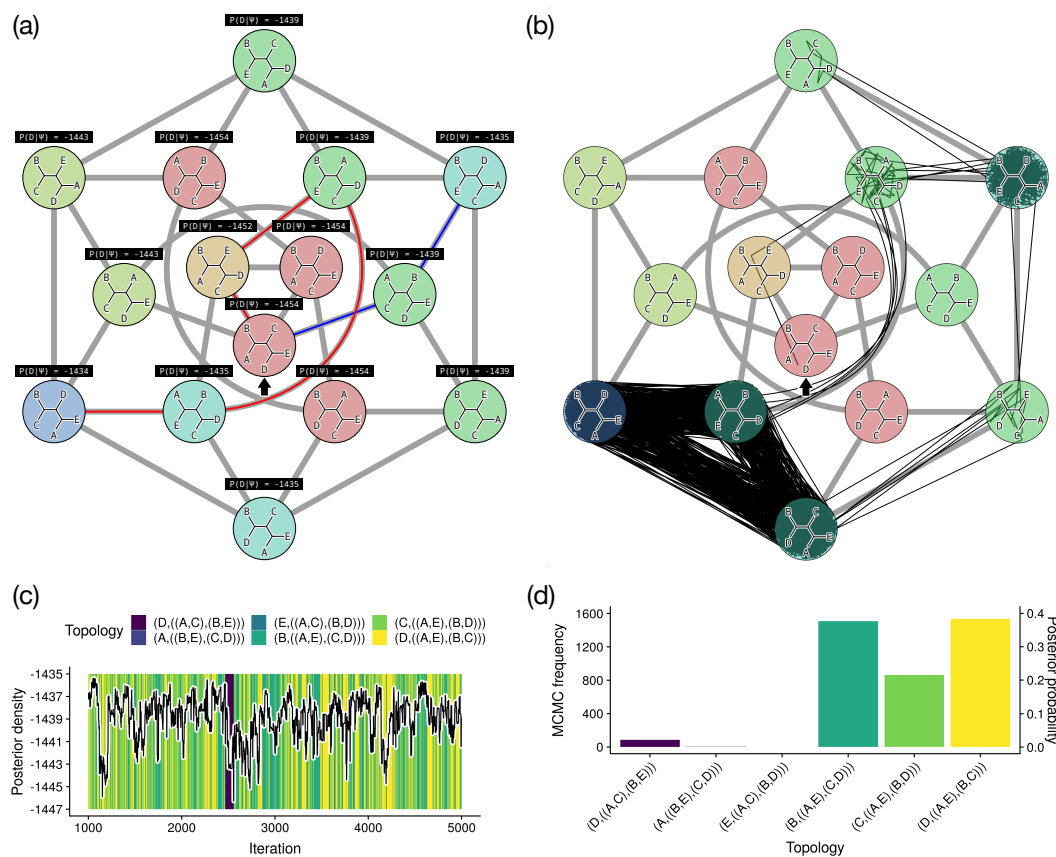 (a)
P(D|Ψ) = -1439
B C
E D
A
P(D|Ψ) = -1443
P(D|Ψ) = -1454
P(D|Ψ) = -1439
P(D|Ψ) = -1435
B E
C A
D
A B
D E
C
B A
E D
C
B D
E A
C
P(D|Ψ) = -1452
P(D|Ψ) = -1454
P(D|Ψ) = -1443
P(D|Ψ) = -1439
B E
D
A C
B D
E
A C
B A
E
C D
A B
E
D C
P(D|Ψ) = -1454
B C
A E
D
P(D|Ψ) = -1434
P(D|Ψ) = -1435
P(D|Ψ) = -1454
P(D|Ψ) = -1439
B D
E
C A
A B
D
E C
A B
E
D C
B E
A
D C
P(D|Ψ) = -1435
B C
E
D A
(b)
B C
E D
A
B E
C A
D
A B
D E
C
B A
E D
C
B D
E A
C
B E
D
A C
B D
E
A C
B A
E
C D
A B
E
D C
B C
A E
D
B D
E
C A
A B
D
E C
A B
E
D C
B E
A
D C
B C
E
D A
(c)
Topology
(D,((A,C),(B,E)))
(E,((A,C),(B,D)))
(C,((A,E),(B,D)))
(A,((B,E),(C,D)))
(B,((A,E),(C,D)))
(D,((A,E),(B,C)))
Posterior density
-1435
-1437
-1439
-1441
-1443
-1445
-1447
1000 2000 3000 4000 5000
Iteration
(d)
MCMC frequency
1600
1200
800
400
0
Posterior probability
0.4
0.3
0.2
0.1
0.0
(D,((A,C),(B,E)))
(A,((B,E),(C,D)))
(E,((A,C),(B,D)))
(B,((A,E),(C,D)))
(C,((A,E),(B,D)))
(D,((A,E),(B,C)))
Topology